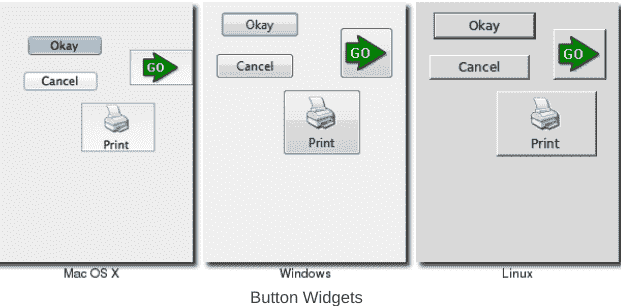 Okay
GO
Cancel
Print
Mac OS X
Okay
GO
Cancel
Print
Windows
Okay
GO
Cancel
Print
Linux
Button Widgets